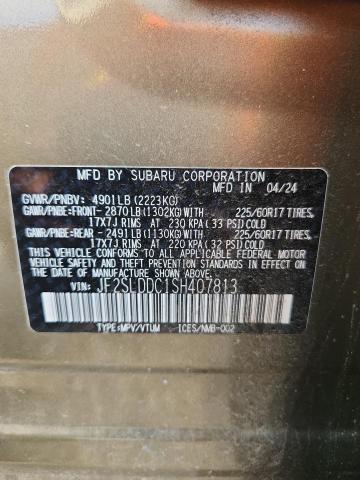 MFD BY SUBARU CORPORATION
MFD IN 04/24
GVWR/PNBV: 4901LB (2223KG)
GAWR/PNBE:FRONT- 2870LB (1302KG) WITH 225/60R17 TIRES,
17X7J RIMS AT 230 KPA (33 PSI) COLD
GAWR/PNBE:REAR - 2491LB (1130KG) WITH 225/60R17 TIRES,
17X7J RIMS AT 220 KPA (32 PSI) COLD
THIS VEHICLE CONFORMS TO ALL APPLICABLE FEDERAL MOTOR
VEHICLE SAFETY AND THEFT PREVENTION STANDARDS IN EFFECT
ON THE DATE OF MANUFACTURE SHOWN ABOVE.
VIN: JF2SLDDC1SH407813
TYPE:MPV/VTUM ICES/NMB-002